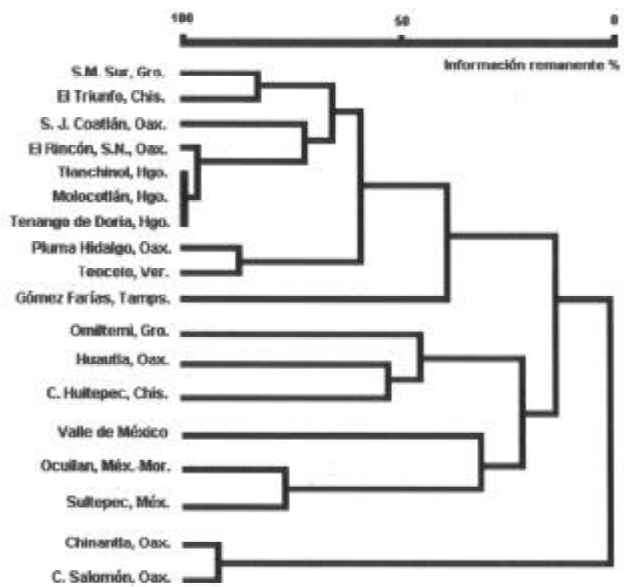 100 50 0
Información remanente %
S.M. Sur, Gro.
El Triunfo, Chis.
S. J. Coatlán, Oax.
El Rincón, S.N., Oax.
Tlanchinol, Hgo.
Molocotlán, Hgo.
Tenango de Doria, Hgo.
Pluma Hidalgo, Oax.
Teocelo, Ver.
Gómez Farías, Tamps.
Omiltemi, Gro.
Huautla, Oax.
C. Huitepec, Chis.
Valle de México
Ocuilan, Méx.-Mor.
Sultepec, Méx.
Chinantla, Oax.
C. Salomón, Oax.